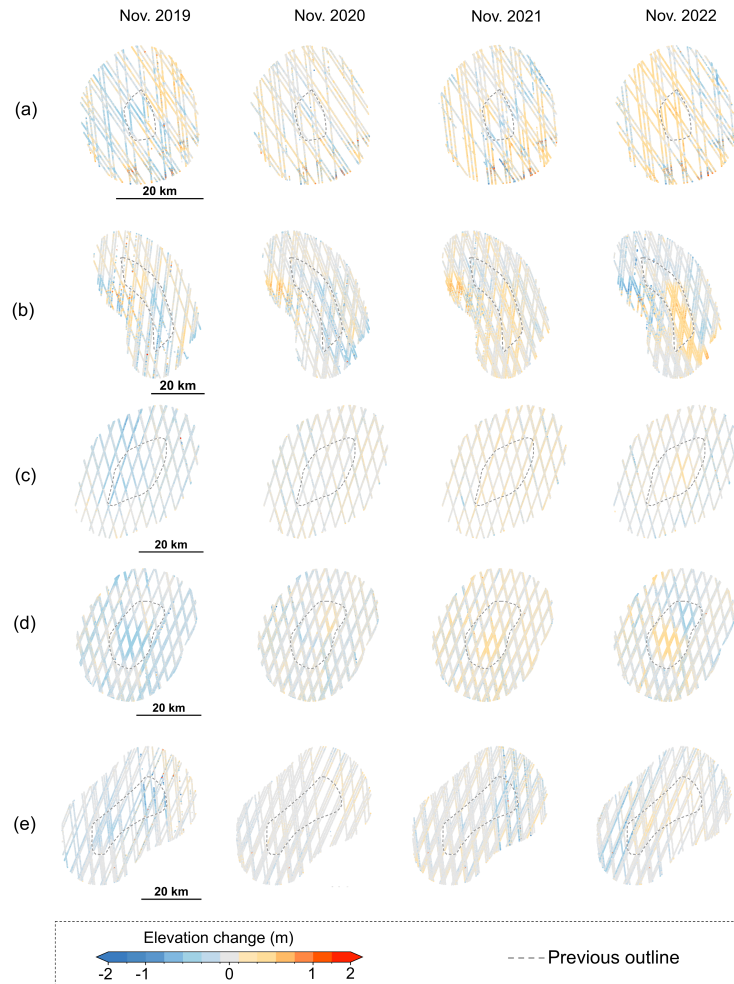 Nov. 2019 Nov. 2020 Nov. 2021 Nov. 2022
(a)
20 km
(b)
20 km
(c)
20 km
(d)
20 km
(e)
20 km
Elevation change (m)
-2 -1 0 1 2
Previous outline